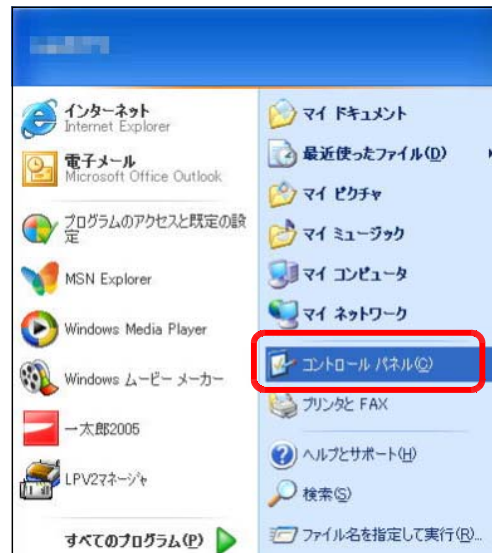 インターネット
Internet Explorer
電子メール
Microsoft Office Outlook
プログラムのアクセスと既定の設
定
MSN Explorer
Windows Media Player
Windows ムービー メーカー
一太郎2005
LPV2マネージャ
すべてのプログラム(P)
マイ ドキュメント
最近使ったファイル(D)
マイ ピクチャ
マイ ミュージック
マイ コンピュータ
マイ ネットワーク
コントロール パネル(C)
プリンタと FAX
ヘルプとサポート(H)
検索(S)
ファイル名を指定して実行(R)...